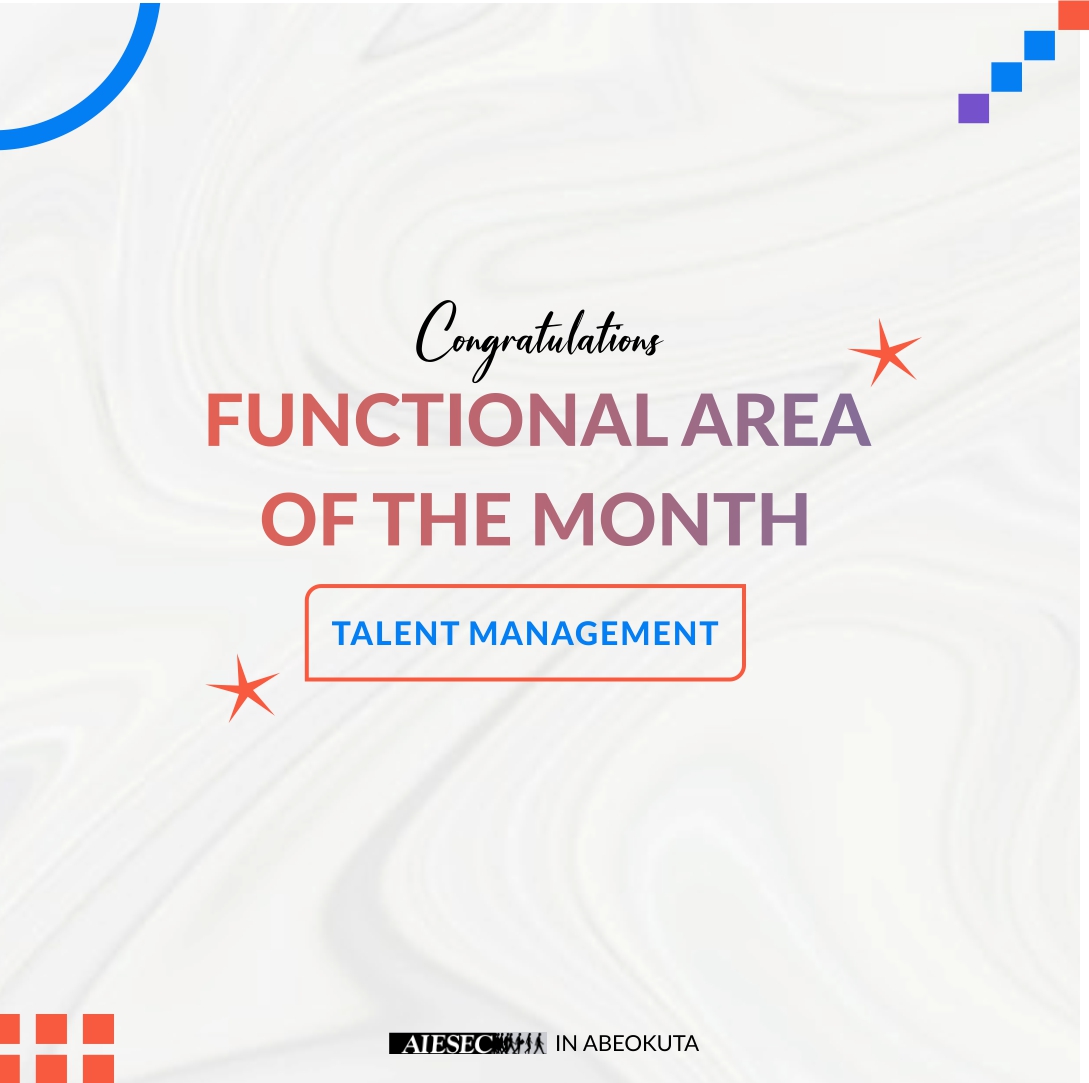 Congratulations
FUNCTIONAL AREA
OF THE MONTH
TALENT MANAGEMENT
AIESEC IN ABEOKUTA